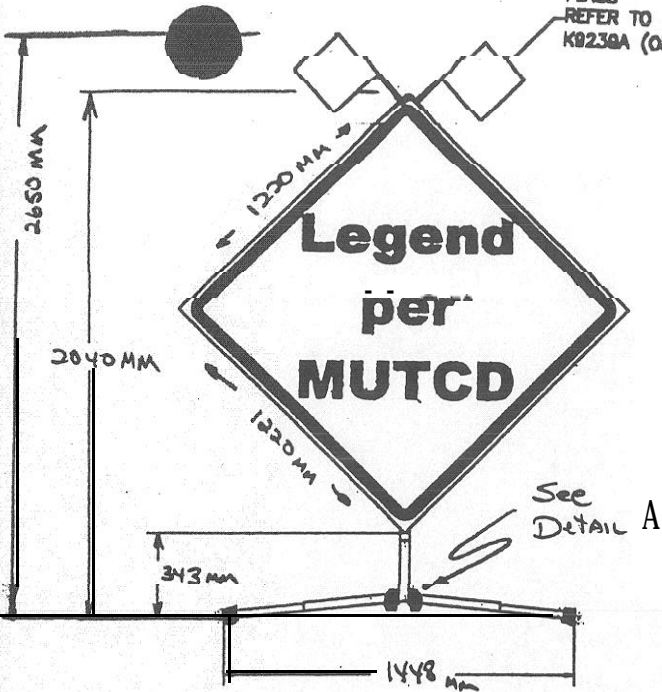 REFER TO
2650 MM
1220 MM
Legend
per
MUTCD
2040 MM
1220 MM
See
DETAIL A
343 MM
1448 MM